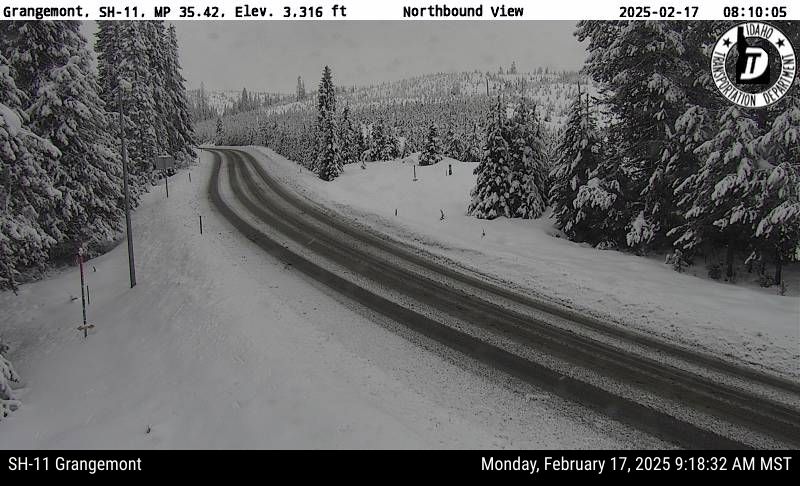 Grangemont, SH-11, MP 35.42, Elev. 3,316 ft Northbound View 2025-02-17 08:10:05
IDAHO
TRANSPORTATION DEPARTMENT
SH-11 Grangemont Monday, February 17, 2025 9:18:32 AM MST